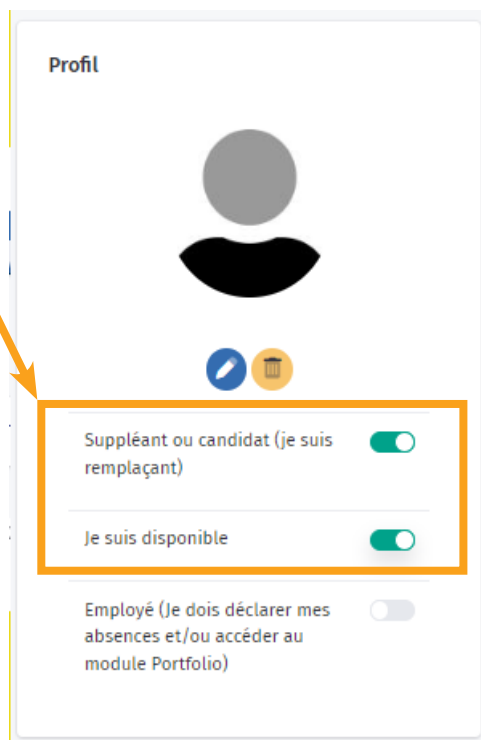 Profil
Suppléant ou candidat (je suis
remplaçant)
Je suis disponible
Employé (Je dois déclarer mes
absences et/ou accéder au
module Portfolio)